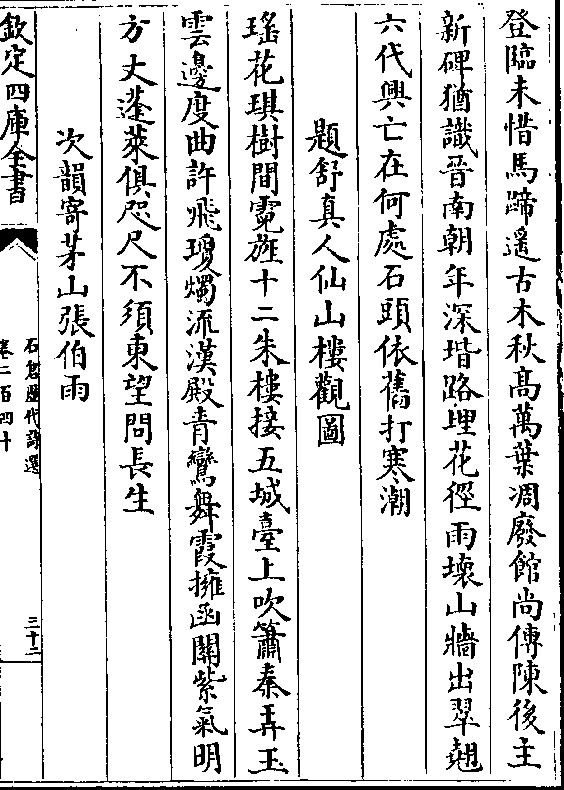 登臨未惜馬蹄遙古木秋高萬葉凋廢館尚傳陳後主
新碑猶識晉南朝年深堦路埋花徑雨壞山牆出翠翹
六代興亡在何處石頭依舊打寒潮
題舒真人仙山樓觀圖
瑤花琪樹間霓旌十二朱樓接五城臺上吹簫秦弄玉
雲邊度曲許飛瓊燭流漢殿青鸞舞霞擁函關紫氣明
方丈蓬萊俱咫尺不須東望問長生
次韻寄茅山張伯雨
欽定四庫全書
石倉歷代詩選
卷二百四十
三十二